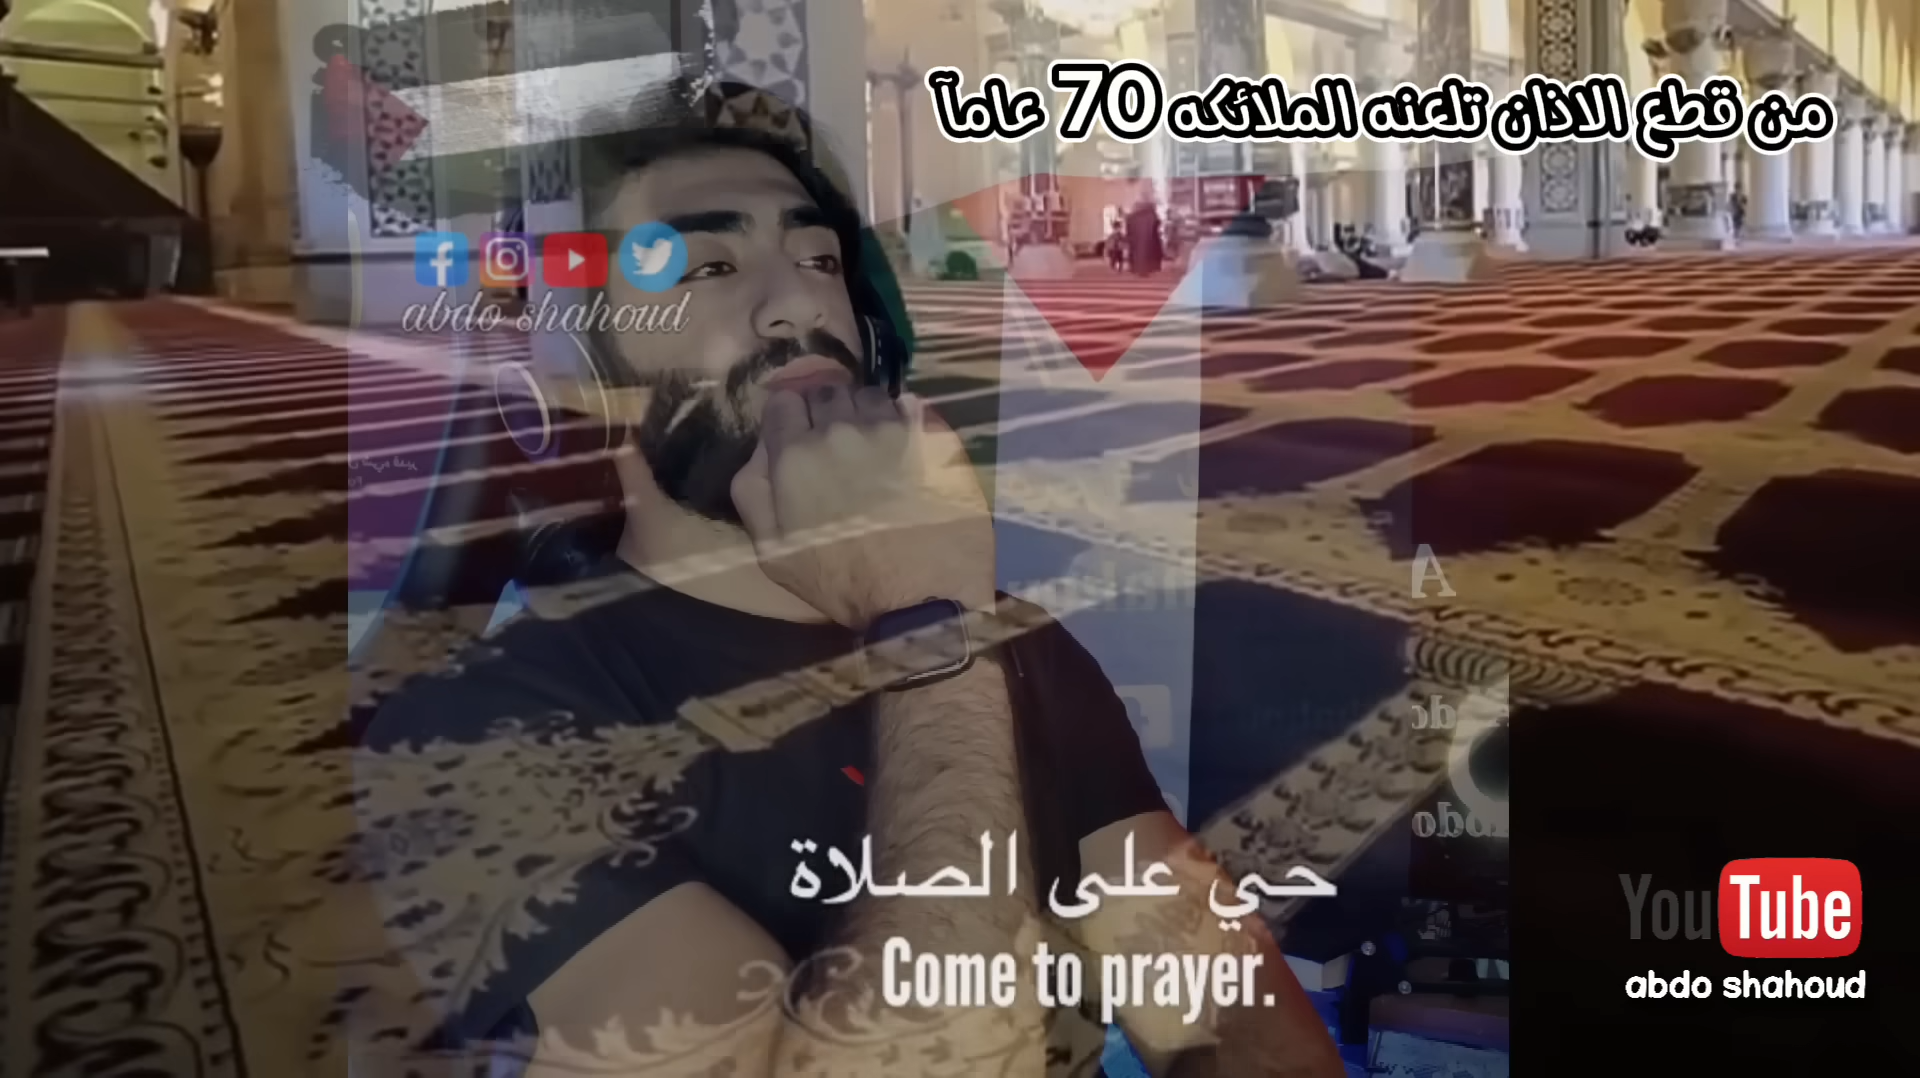 من قطع الاذان تلعنه الملائكه 70 عاماً
abdo shahoud
حي على الصلاة
Come to prayer.
YouTube
abdo shahoud